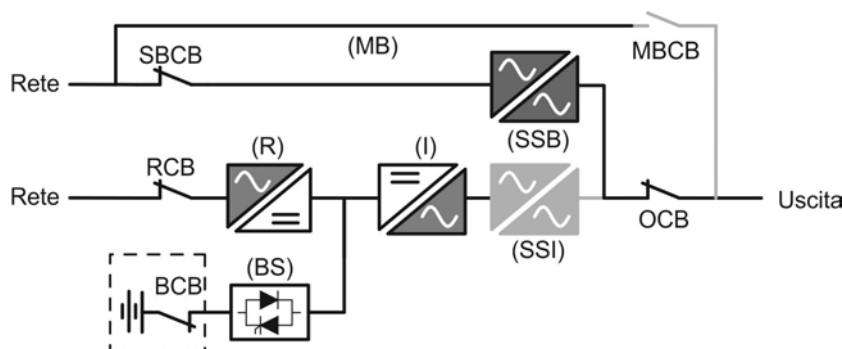 SBCB
(MB)
MBCB
Rete
(SSB)
RCB
(R)
(I)
Rete
Uscita
OCB
(SSI)
BCB
(BS)